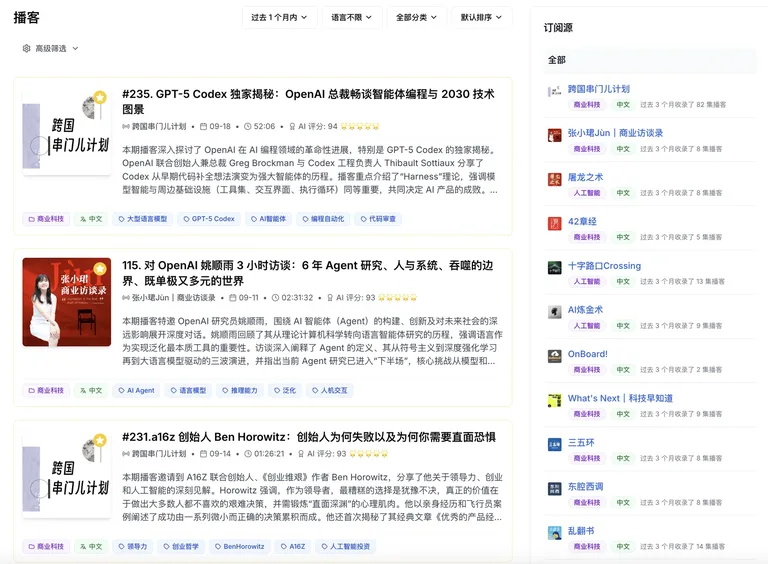 播客
过去 1 个月内
语言不限
全部分类
默认排序
高级筛选
跨国
串门儿计划
#235. GPT-5 Codex 独家揭秘：OpenAI 总裁畅谈智能体编程与 2030 技术
图景
跨国串门儿计划 • 09-18 • 52:06 • AI 评分: 94
本期播客深入探讨了 OpenAI 在 AI 编程领域的革命性进展，特别是 GPT-5 Codex 的独家揭秘。
OpenAI 联合创始人兼总裁 Greg Brockman 与 Codex 工程负责人 Thibault Sottiaux 分享了
Codex 从早期代码补全想法演变为强大智能体的历程。播客重点介绍了“Harness”理论，强调
模型智能与周边基础设施（工具集、交互界面、执行循环）同等重要，共同决定 AI 产品的成败。...
商业科技
中文
大型语言模型
GPT-5 Codex
AI智能体
编程自动化
代码审查
Jùn
张小珺
商业访谈录
115. 对 OpenAI 姚顺雨 3 小时访谈：6 年 Agent 研究、人与系统、吞噬的边
界、既单极又多元的世界
张小珺Jùn｜商业访谈录 • 09-11 • 02:31:32 • AI 评分: 93
本期播客特邀 OpenAI 研究员姚顺雨，围绕 AI 智能体（Agent）的构建、创新及对未来社会的深
远影响展开深度对话。姚顺雨回顾了其从理论计算机科学转向语言智能体研究的历程，强调语言作
为实现泛化最本质工具的重要性。访谈深入阐释了 Agent 的定义、其从符号主义到深度强化学习
再到大语言模型驱动的三波演进，并指出当前 Agent 研究已进入“下半场”，核心挑战从模型和...
商业科技
中文
AI Agent
语言模型
推理能力
泛化
人机交互
跨国
串门儿计划
#231.a16z 创始人 Ben Horowitz：创始人为何失败以及为何你需要直面恐惧
跨国串门儿计划 • 09-14 • 01:26:21 • AI 评分: 93
本期播客邀请到 A16Z 联合创始人、《创业维艰》作者 Ben Horowitz，分享了他关于领导力、创业
和人工智能的深刻见解。Horowitz 强调，作为领导者，最糟糕的选择是犹豫不决，真正的价值在
于做出大多数人都不喜欢的艰难决策，并需锻炼“直面深渊”的心理肌肉。他以亲身经历和飞行员案
例阐述了成功由一系列微小而正确的决策累积而成。他还首次揭秘了其经典文章《优秀的产品经...
商业科技
中文
领导力
创业哲学
BenHorowitz
A16Z
人工智能投资
订阅源
全部
跨国串门儿计划
商业科技 中文 过去 3 个月收录了 82 集播客
张小珺Jùn｜商业访谈录
商业科技 中文 过去 3 个月收录了 8 集播客
屠龙之术
人工智能 中文 过去 3 个月收录了 8 集播客
42章经
商业科技 中文 过去 3 个月收录了 5 集播客
十字路口Crossing
人工智能 中文 过去 3 个月收录了 13 集播客
AI炼金术
人工智能 中文 过去 3 个月收录了 9 集播客
OnBoard!
商业科技 中文 过去 3 个月收录了 2 集播客
What's Next｜科技早知道
商业科技 中文 过去 3 个月收录了 9 集播客
三五环
商业科技 中文 过去 3 个月收录了 8 集播客
东腔西调
商业科技 中文 过去 3 个月收录了 8 集播客
乱翻书
商业科技 中文 过去 3 个月收录了 14 集播客